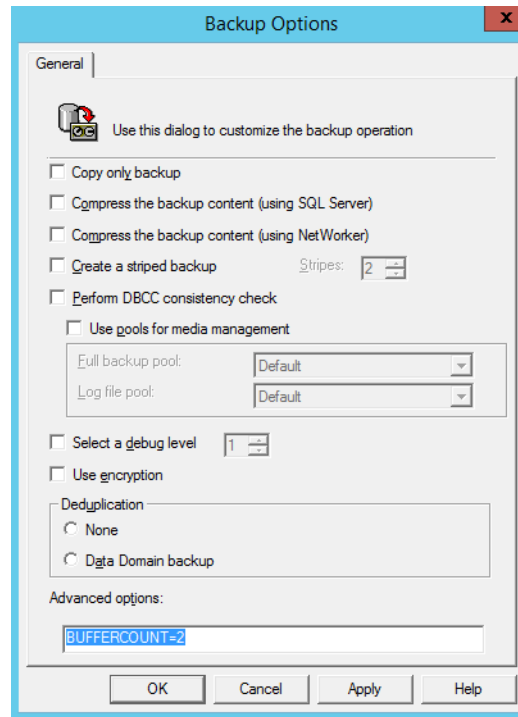 Backup Options
x
General
Use this dialog to customize the backup operation
Copy only backup
Compress the backup content (using SQL Server)
Compress the backup content (using NetWorker)
Create a striped backup Stripes: 2
Perform DBCC consistency check
Use pools for media management
Full backup pool: Default
Log file pool: Default
Select a debug level 1
Use encryption
Deduplication
None
Data Domain backup
Advanced options:
BUFFERCOUNT=2
OK Cancel Apply Help